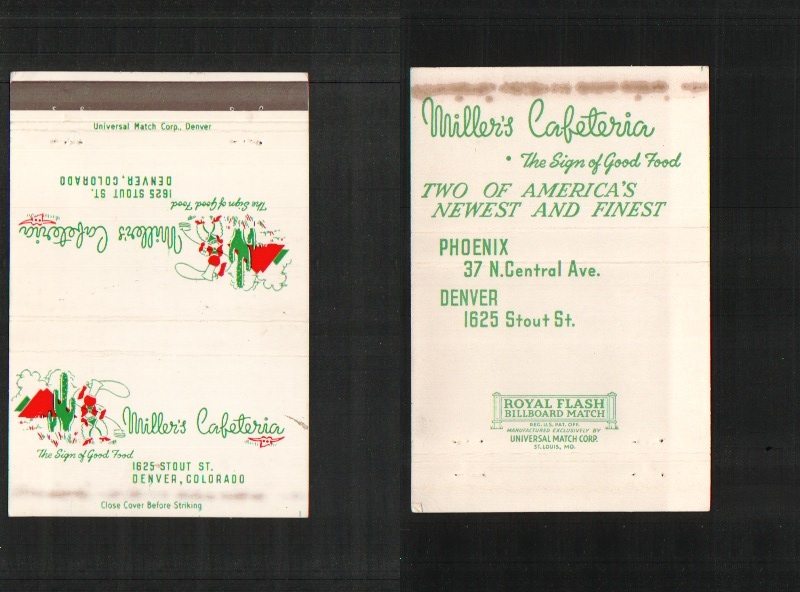 Universal Match Corp., Denver
1625 STOUT ST.
DENVER, COLORADO
The Sign of Good Food
Miller's Cafeteria
Miller's Cafeteria
The Sign of Good Food
1625 STOUT ST.
DENVER, COLORADO
Close Cover Before Striking
Miller's Cafeteria
• The Sign of Good Food
TWO OF AMERICA'S
NEWEST AND FINEST
PHOENIX
37 N. Central Ave.
DENVER
1625 Stout St.
ROYAL FLASH
BILLBOARD MATCH
REG. U.S. PAT. OFF.
MANUFACTURED EXCLUSIVELY BY
UNIVERSAL MATCH CORP.
ST. LOUIS, MO.